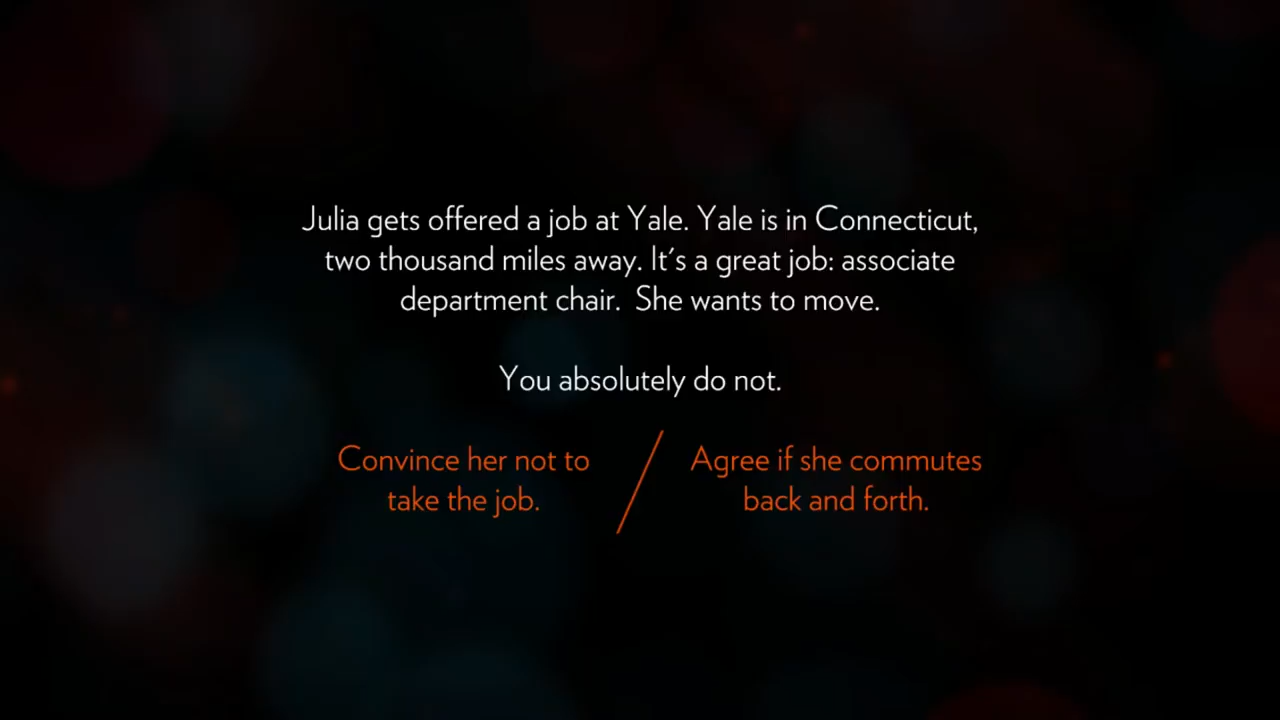 Julia gets offered a job at Yale. Yale is in Connecticut,
two thousand miles away. It's a great job: associate
department chair.  She wants to move.
You absolutely do not.
Convince her not to
take the job.
Agree if she commutes
back and forth.